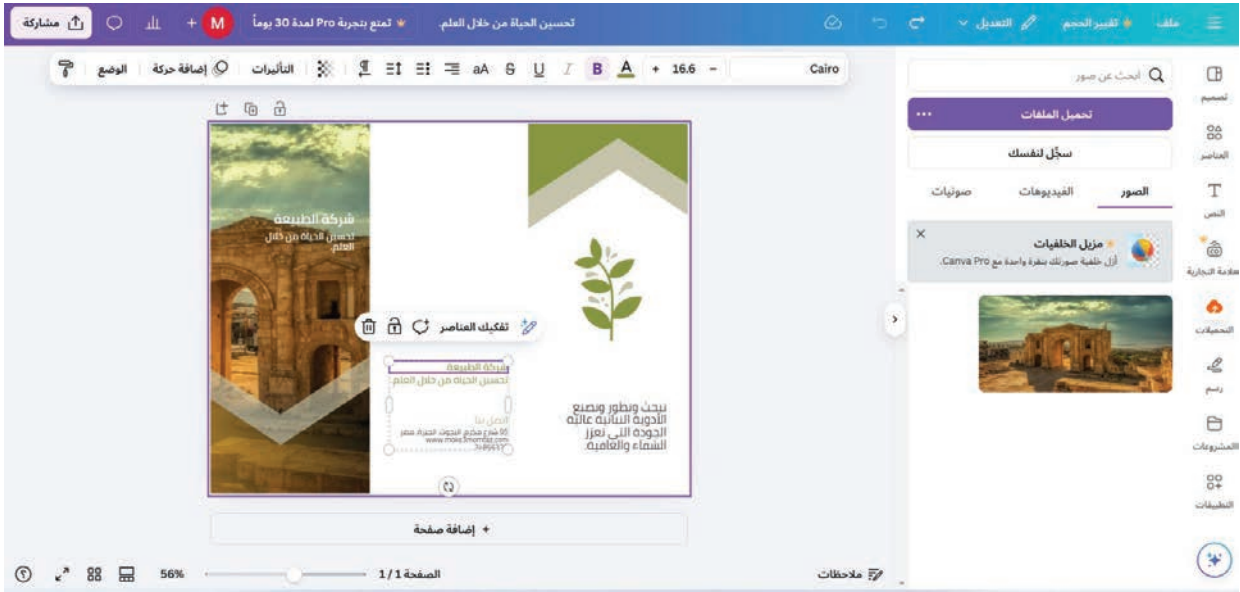 ملف
تغيير الحجم
التعديل
تحسين الحياة من خلال العلم.
تمتع بتجربة Pro لمدة 30 يوماً
M
+
مشاركة
Cairo
– 16.6 +
A B I U S aA
التأثيرات
إضافة حركة
الوضع
ابحث عن صور
تحميل الملفات
سجِّل لنفسك
الصور
الفيديوهات
صوتيات
مزيل الخلفيات
أزل خلفية صورتك بنقرة واحدة مع Canva Pro.
تصميم
العناصر
النص
التحميلات
رسم
المشروعات
التطبيقات
شركة الطبيعة
تحسين الحياة من خلال
العلم.
تفكيك العناصر
شركة الطبيعة
تحسين الحياة من خلال العلم.
اتصل بنا
نبحث ونطور ونصنع
الأدوية النباتية عالية
الجودة التي تعزز
الشفاء والعافية.
+ إضافة صفحة
ملاحظات
الصفحة 1 / 1
56%